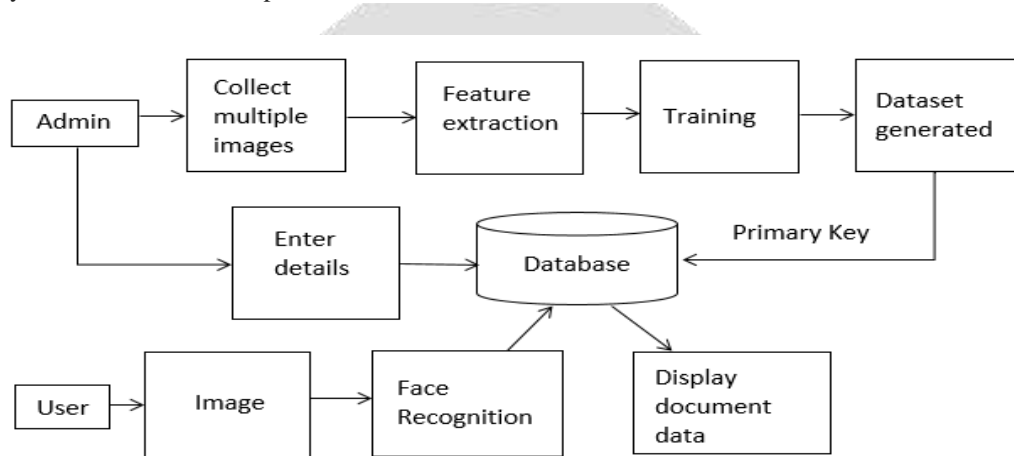 Admin
Collect
multiple
images
Feature
extraction
Training
Dataset
generated
Enter
details
Database
Primary Key
User
Image
Face
Recognition
Display
document
data